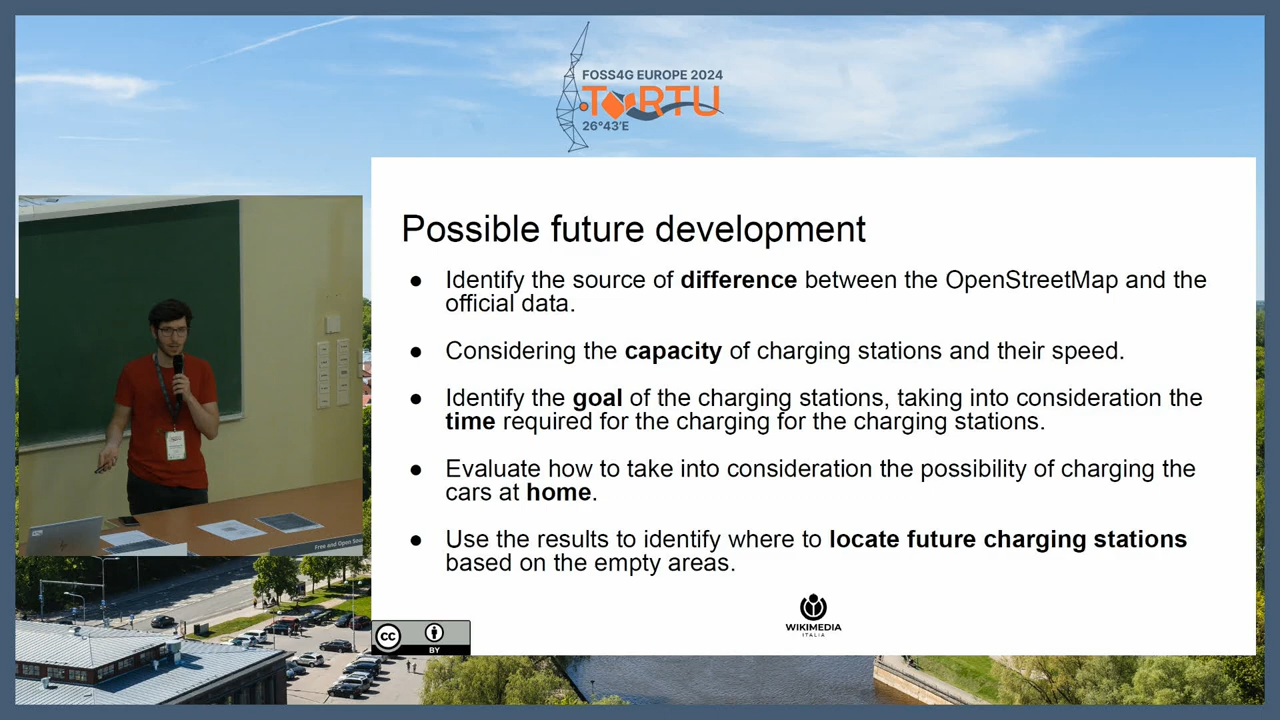 FOSS4G EUROPE 2024
TARTU
26°43'E
Possible future development
● Identify the source of difference between the OpenStreetMap and the
official data.
● Considering the capacity of charging stations and their speed.
● Identify the goal of the charging stations, taking into consideration the
time required for the charging for the charging stations.
● Evaluate how to take into consideration the possibility of charging the
cars at home.
● Use the results to identify where to locate future charging stations
based on the empty areas.
WIKIMEDIA
ITALIA
cc
BY
Free and Open Sou